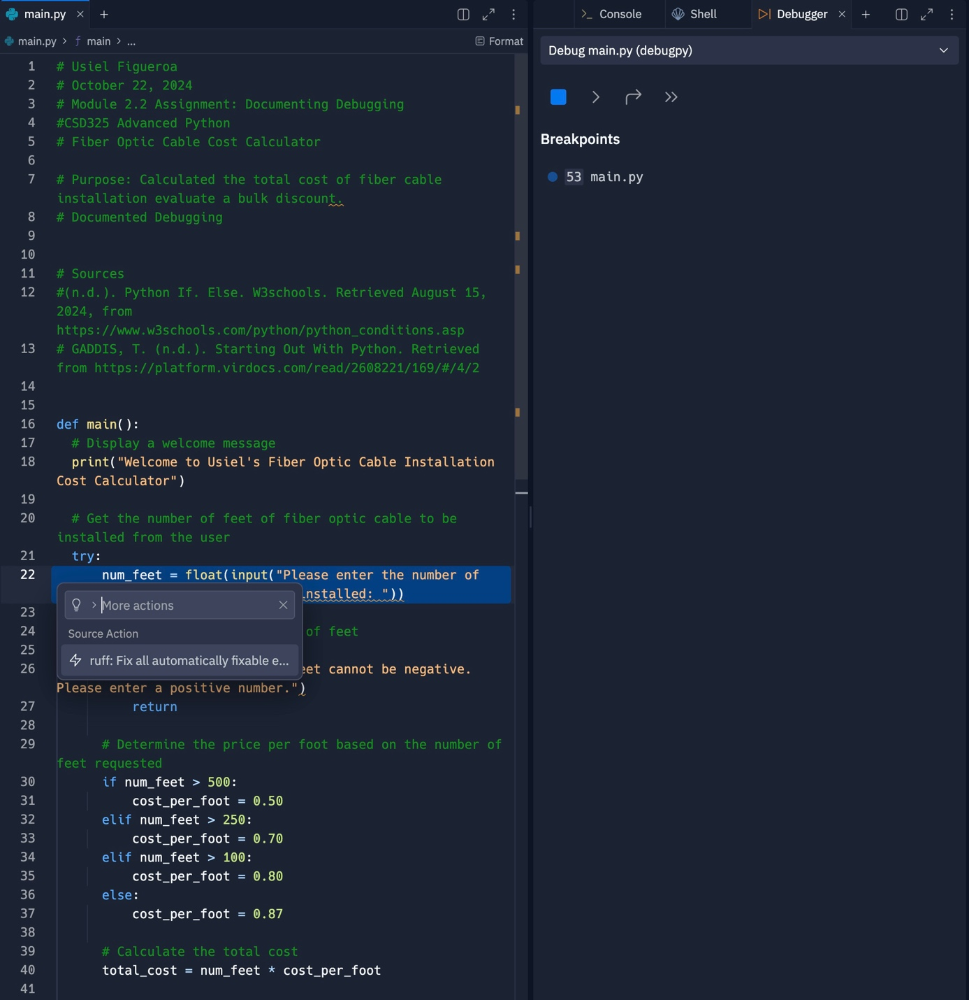 main.py
Console
Shell
Debugger
main.py > f main > ...
Format
Debug main.py (debugpy)
Breakpoints
53 main.py
1 # Usiel Figueroa
2 # October 22, 2024
3 # Module 2.2 Assignment: Documenting Debugging
4 #CSD325 Advanced Python
5 # Fiber Optic Cable Cost Calculator
6
7 # Purpose: Calculated the total cost of fiber cable
installation evaluate a bulk discount.
8 # Documented Debugging
9
10
11 # Sources
12 #(n.d.). Python If. Else. W3schools. Retrieved August 15,
2024, from
https://www.w3schools.com/python/python_conditions.asp
13 # GADDIS, T. (n.d.). Starting Out With Python. Retrieved
from https://platform.virdocs.com/read/2608221/169/#/4/2
14
15
16 def main():
17 # Display a welcome message
18 print("Welcome to Usiel's Fiber Optic Cable Installation
Cost Calculator")
19
20 # Get the number of feet of fiber optic cable to be
installed from the user
21 try:
22 num_feet = float(input("Please enter the number of
installed: "))
More actions
23
24 of feet
Source Action
25
ruff: Fix all automatically fixable e...
26 eet cannot be negative.
Please enter a positive number.")
27 return
28
29 # Determine the price per foot based on the number of
feet requested
30 if num_feet > 500:
31 cost_per_foot = 0.50
32 elif num_feet > 250:
33 cost_per_foot = 0.70
34 elif num_feet > 100:
35 cost_per_foot = 0.80
36 else:
37 cost_per_foot = 0.87
38
39 # Calculate the total cost
40 total_cost = num_feet * cost_per_foot
41